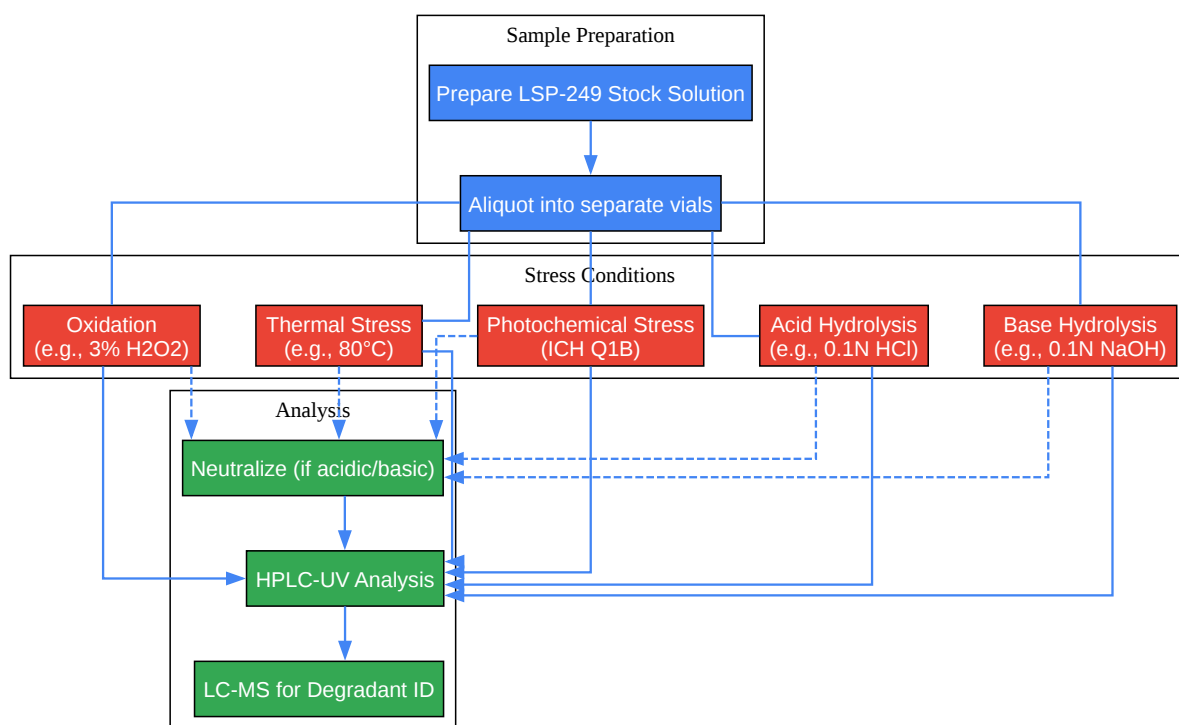 Sample Preparation
Prepare LSP-249 Stock Solution
Aliquot into separate vials
Stress Conditions
Oxidation
(e.g., 3% H2O2)
Thermal Stress
(e.g., 80°C)
Photochemical Stress
(ICH Q1B)
Acid Hydrolysis
(e.g., 0.1N HCl)
Base Hydrolysis
(e.g., 0.1N NaOH)
Analysis
Neutralize (if acidic/basic)
HPLC-UV Analysis
LC-MS for Degradant ID